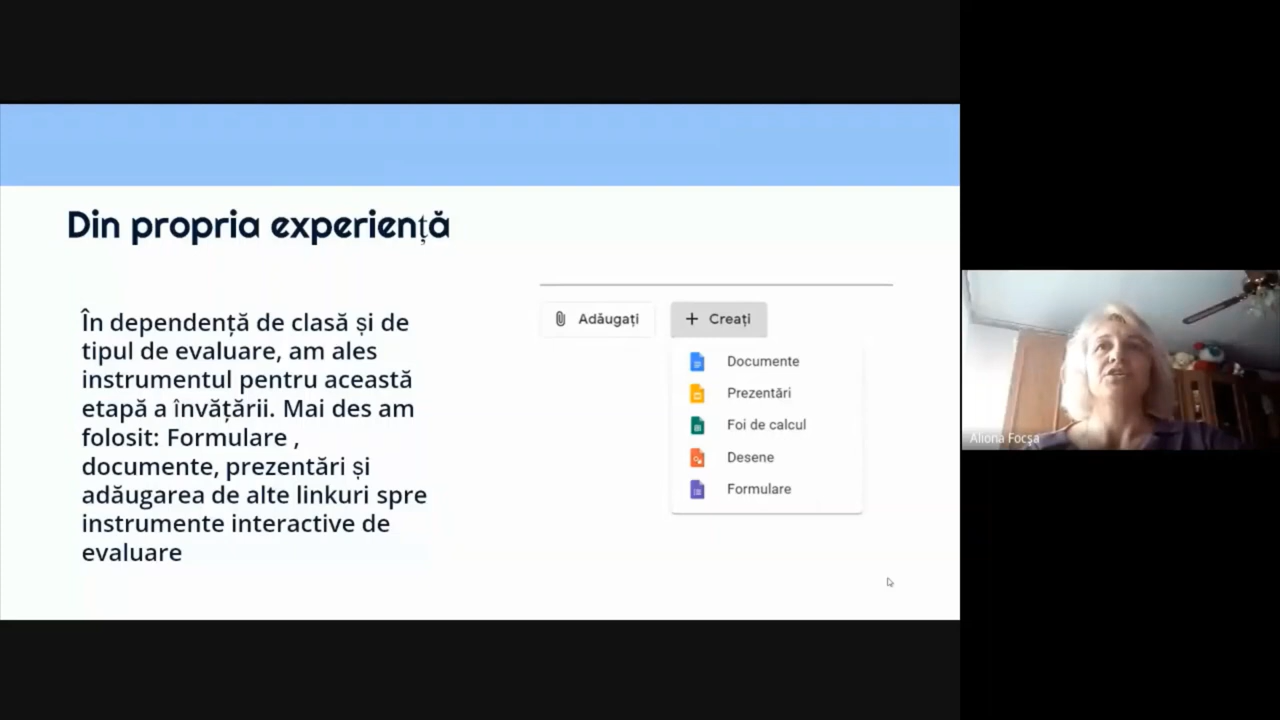 Din propria experiență
În dependență de clasă și de
tipul de evaluare, am ales
instrumentul pentru această
etapă a învățării. Mai des am
folosit: Formulare ,
documente, prezentări și
adăugarea de alte linkuri spre
instrumente interactive de
evaluare
Adăugați
+ Creați
Documente
Prezentări
Foi de calcul
Desene
Formulare
Aliona Focșa